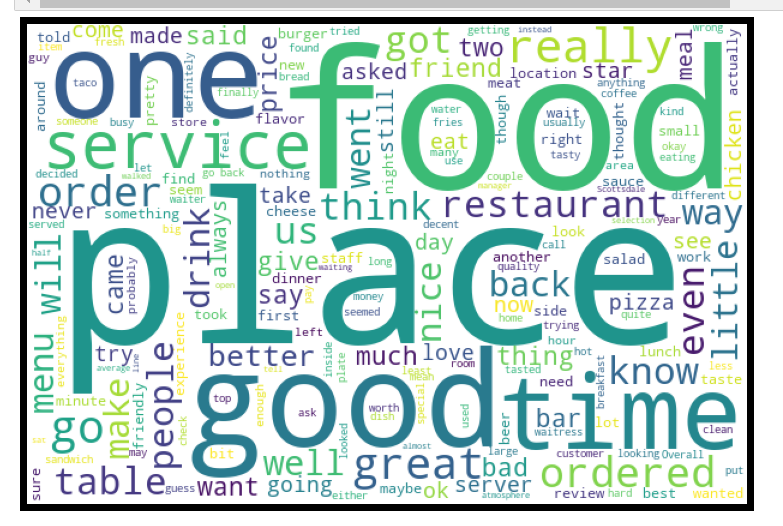 told
come
made
said
burger
tried
getting
instead
wrong
guy
item
fresh
one
price
new
found
bread
got
two
really
friend
star
meal
actually
asked
location
food
taco
definitely
finally
pretty
around
someone
busy
store
flavor
meat
though
anything
coffee
water
fries
wait
usually
kind
small
okay
eating
thought
right
tasty
chicken
service
feel
went
still
eat
many
use
night
let
walked
go back
nothing
couple
manager
area
sauce
Scottsdale
different
decided
find
seem
waiter
order
take
cheese
think
restaurant
way
never
something
served
drink
always
us
decent
look
selection
year
half
big
will
place
came
probably
give
staff
waiting
day
nice
long
call
another
quality
see
work
salad
back
say
dinner
first
open
took
pay
money
seemed
now
home
side
trying
pizza
quite
even
little
menu
everything
try
line
average
experience
left
better
much
love
inside
plate
room
thing
hour
hot
lunch
less
taste
tasted
need
breakfast
know
minute
make
people
friendly
check
good
tell
least
meah
special
top
enough
ask
worth
dish
used
time
beer
bar
waitress
lot
clean
go
sat
sandwich
may
bit
looked
almost
well
great
bad
large
customer
looking
Overall
sure
table
guess
want
going
either
maybe
ok
server
atmosphere
ordered
review
hard
best
put
wanted